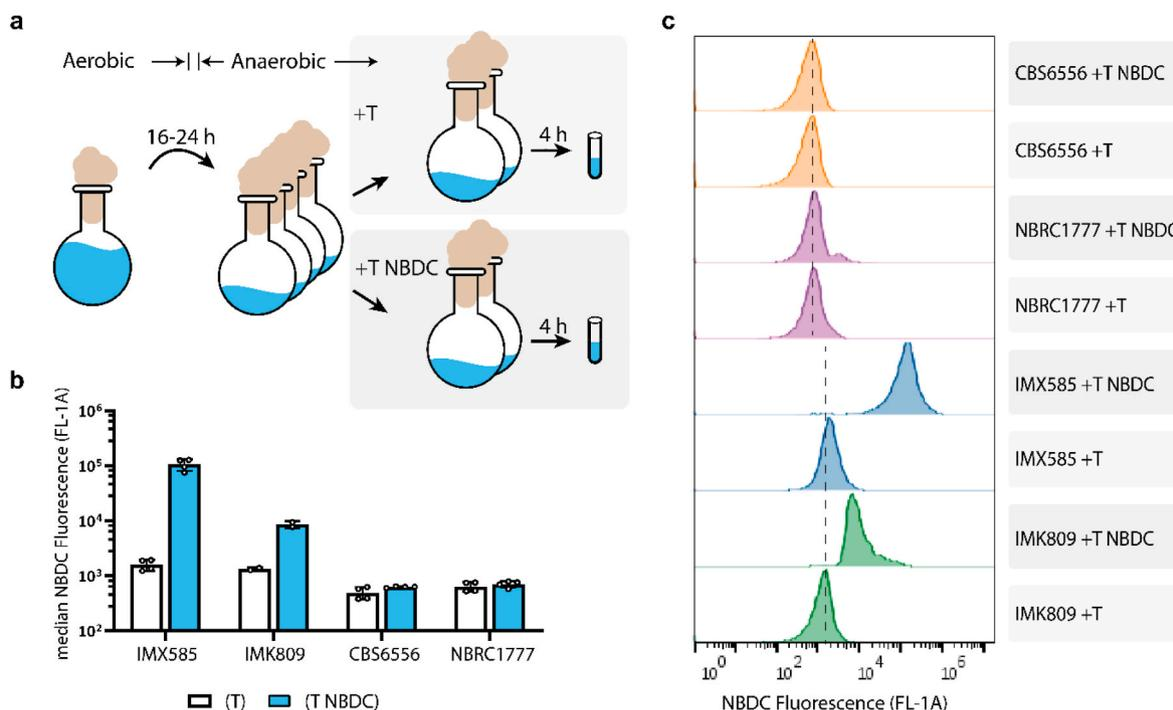 a
Aerobic
Anaerobic
16-24 h
+T
4 h
+T NBDC
4 h
b
median NBDC Fluorescence (FL-1A)
10⁶
10⁵
10⁴
10³
10²
IMX585
IMK809
CBS6556
NBRC1777
(T)
(T NBDC)
c
CBS6556 +T NBDC
CBS6556 +T
NBRC1777 +T NBDC
NBRC1777 +T
IMX585 +T NBDC
IMX585 +T
IMK809 +T NBDC
IMK809 +T
10⁰ 10² 10⁴ 10⁶
NBDC Fluorescence (FL-1A)